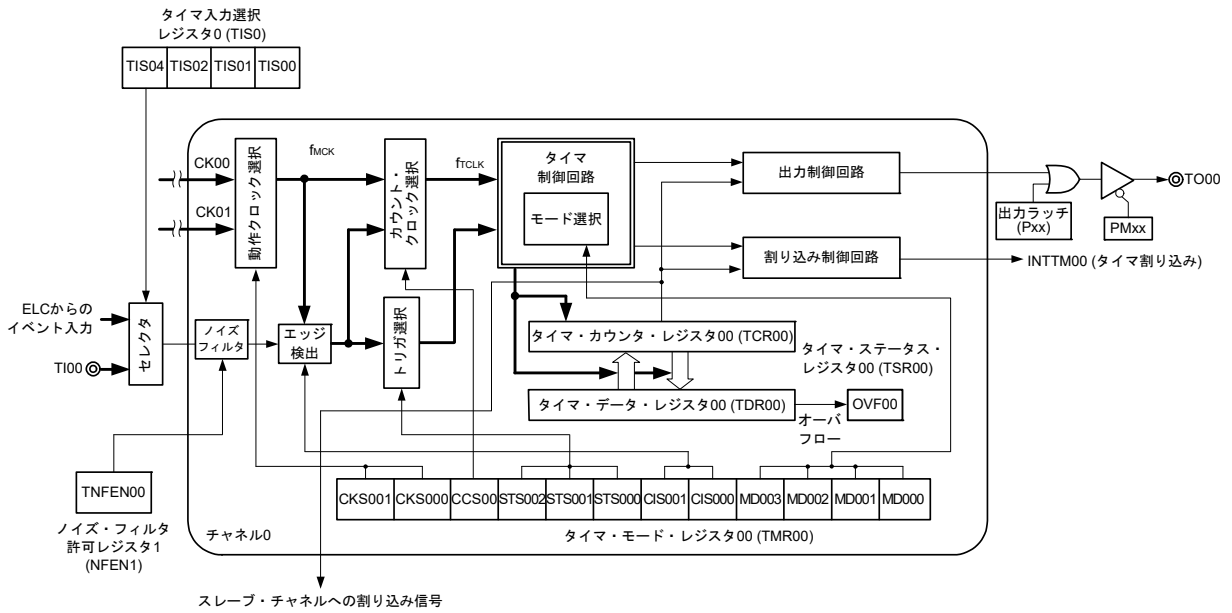 タイマ入力選択
レジスタ0 (TIS0)
TIS04 TIS02 TIS01 TIS00
CK00
CK01
動作クロック選択
fMCK
カウント・
クロック選択
fTCLK
タイマ
制御回路
モード選択
出力制御回路
出力ラッチ
(Pxx)
PMxx
TO00
割り込み制御回路
INTTM00 (タイマ割り込み)
ELCからの
イベント入力
TI00
セレクタ
ノイズ
フィルタ
エッジ
検出
トリガ選択
タイマ・カウンタ・レジスタ00 (TCR00)
タイマ・ステータス・
レジスタ00 (TSR00)
タイマ・データ・レジスタ00 (TDR00)
OVF00
オーバ
フロー
TNFEN00
ノイズ・フィルタ
許可レジスタ1
(NFEN1)
CKS001 CKS000 CCS00 STS002 STS001 STS000 CIS001 CIS000 MD003 MD002 MD001 MD000
チャネル0
タイマ・モード・レジスタ00 (TMR00)
スレーブ・チャネルへの割り込み信号